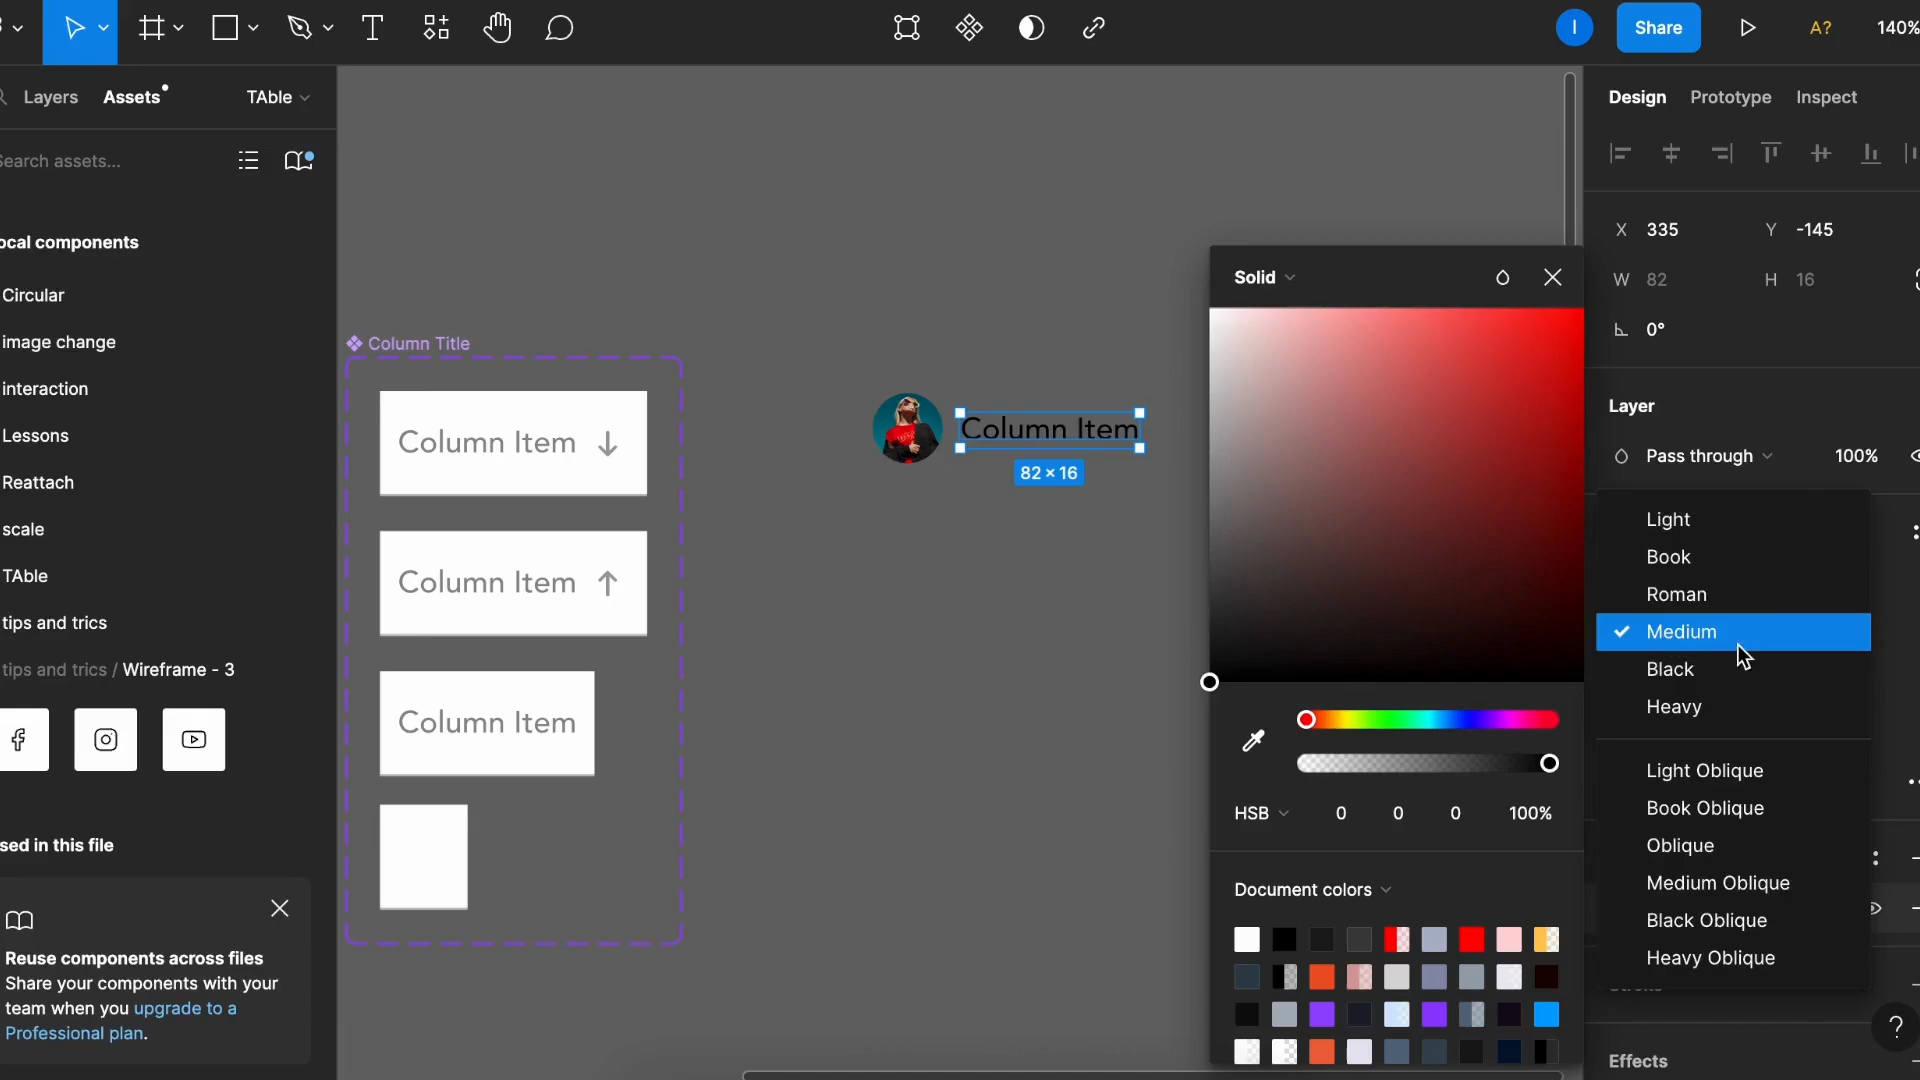 Share
A?
140%
Layers
Assets
TAble
Search assets...
ocal components
Circular
image change
interaction
Lessons
Reattach
scale
TAble
tips and trics
tips and trics / Wireframe - 3
sed in this file
Reuse components across files
Share your components with your
team when you upgrade to a
Professional plan.
Column Title
Column Item
Column Item
Column Item
Column Item
82 × 16
Solid
HSB
0
0
0
100%
Document colors
Design
Prototype
Inspect
X 335
Y -145
W 82
H 16
0°
Layer
Pass through
100%
Light
Book
Roman
Medium
Black
Heavy
Light Oblique
Book Oblique
Oblique
Medium Oblique
Black Oblique
Heavy Oblique
Effects
?